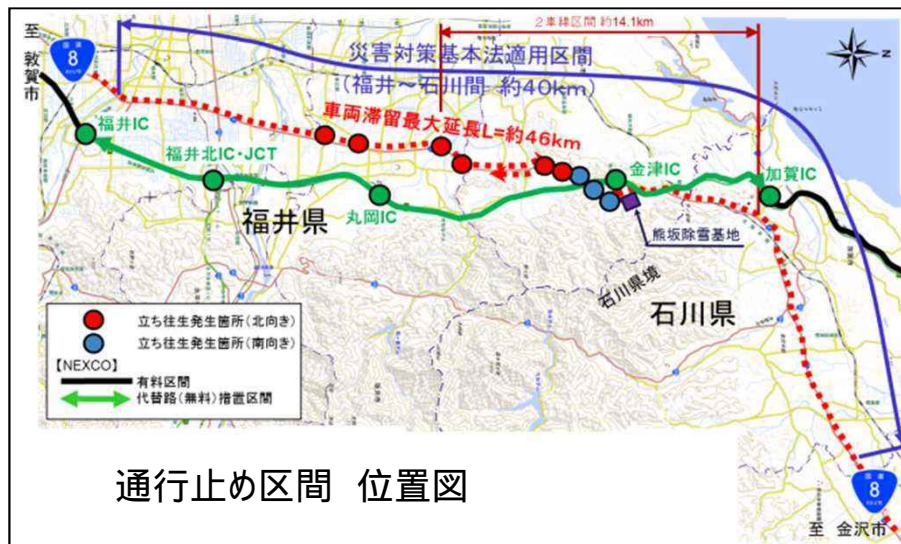 2車線区間 約14.1km
至
敦賀市
国道
8
災害対策基本法適用区間
(福井～石川間 約40km)
N
車両滞留最大延長L=約46km
福井IC
福井北IC・JCT
金津IC
加賀IC
丸岡IC
福井県
熊坂除雪基地
石川県境
石川県
立ち往生発生箇所(北向き)
立ち往生発生箇所(南向き)
【NEXCO】
有料区間
代替路(無料)措置区間
通行止め区間 位置図
国道
8
至 金沢市